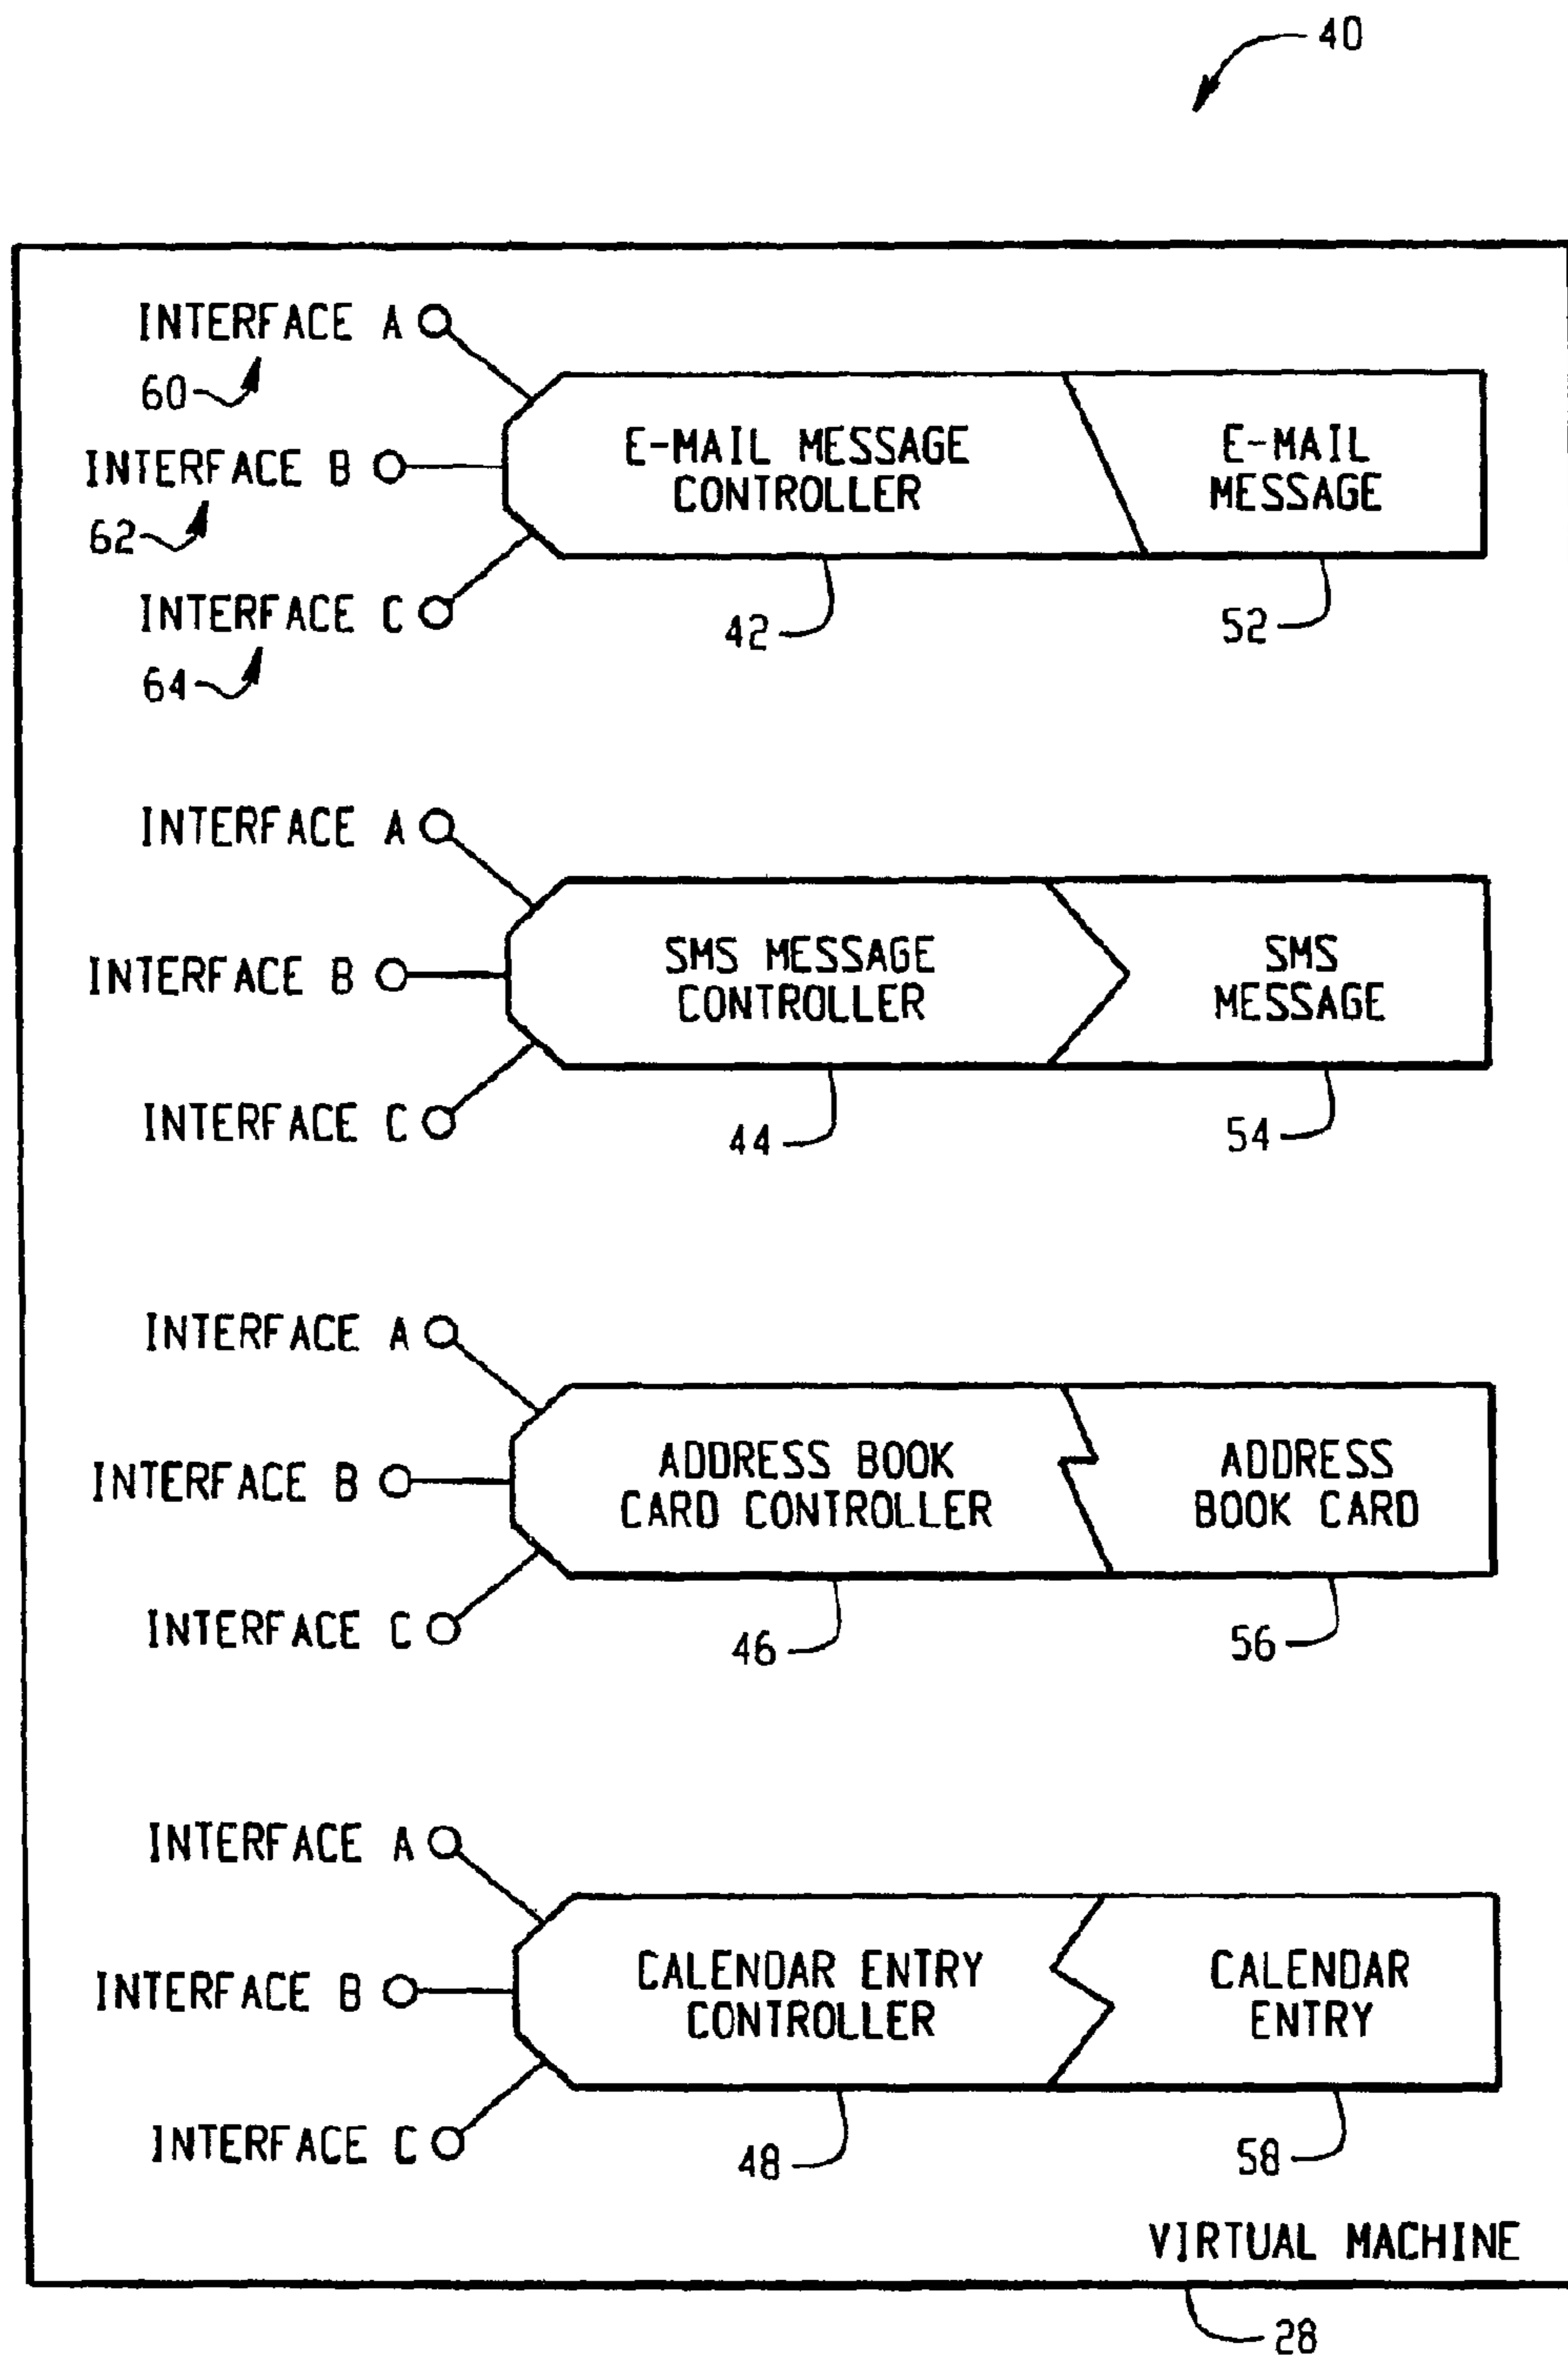 40
INTERFACE A
60
INTERFACE B
62
INTERFACE C
64
E-MAIL MESSAGE
CONTROLLER
42
E-MAIL
MESSAGE
52
INTERFACE A
INTERFACE B
INTERFACE C
SMS MESSAGE
CONTROLLER
44
SMS
MESSAGE
54
INTERFACE A
INTERFACE B
INTERFACE C
ADDRESS BOOK
CARD CONTROLLER
46
ADDRESS
BOOK CARD
56
INTERFACE A
INTERFACE B
INTERFACE C
CALENDAR ENTRY
CONTROLLER
48
CALENDAR
ENTRY
58
VIRTUAL MACHINE
28